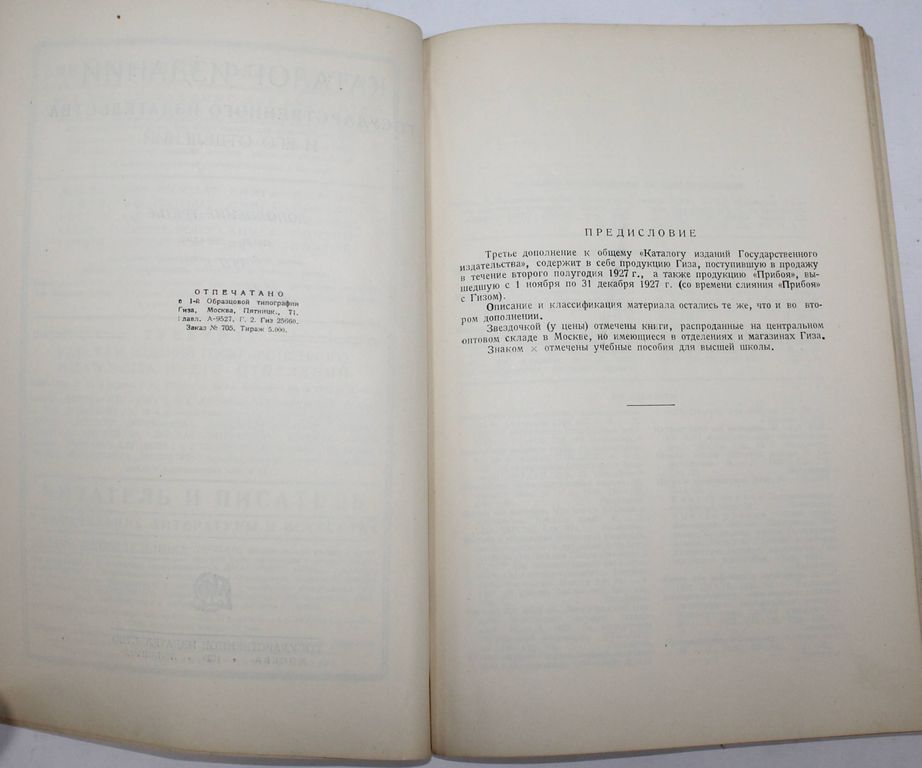 ОТПЕЧАТАНО
в 1-й Образцовой типографии
Гиза, Москва, Пятницк., 71.
Главл. А-9527. Г. 2. Гиз 25660.
Заказ № 705. Тираж 5.000.
ПРЕДИСЛОВИЕ
Третье дополнение к общему «Каталогу изданий Государственного
издательства», содержит в себе продукцию Гиза, поступившую в продажу
в течение второго полугодия 1927 г., а также продукцию «Прибоя», вы-
шедшую с 1 ноября по 31 декабря 1927 г. (со времени слияния «Прибоя»
с Гизом).
Описание и классификация материала остались те же, что и во вто-
ром дополнении.
Звездочкой (у цены) отмечены книги, распроданные на центральном
оптовом складе в Москве, но имеющиеся в отделениях и магазинах Гиза.
Знаком × отмечены учебные пособия для высшей школы.